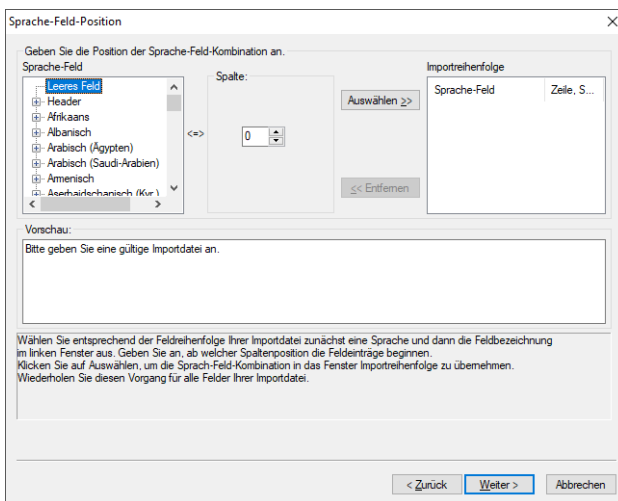 Sprache-Feld-Position
Geben Sie die Position der Sprache-Feld-Kombination an.
Sprache-Feld
Leeres Feld
Header
Afrikaans
Albanisch
Arabisch (Ägypten)
Arabisch (Saudi-Arabien)
Armenisch
Aserbaidschanisch (Kyr.)
<=>
Spalte:
0
Auswählen >>
<< Entfernen
Importreihenfolge
Sprache-Feld
Zeile, S...
Vorschau:
Bitte geben Sie eine gültige Importdatei an.
Wählen Sie entsprechend der Feldreihenfolge Ihrer Importdatei zunächst eine Sprache und dann die Feldbezeichnung
im linken Fenster aus. Geben Sie an, ab welcher Spaltenposition die Feldeinträge beginnen.
Klicken Sie auf Auswählen, um die Sprach-Feld-Kombination in das Fenster Importreihenfolge zu übernehmen.
Wiederholen Sie diesen Vorgang für alle Felder Ihrer Importdatei.
< Zurück
Weiter >
Abbrechen